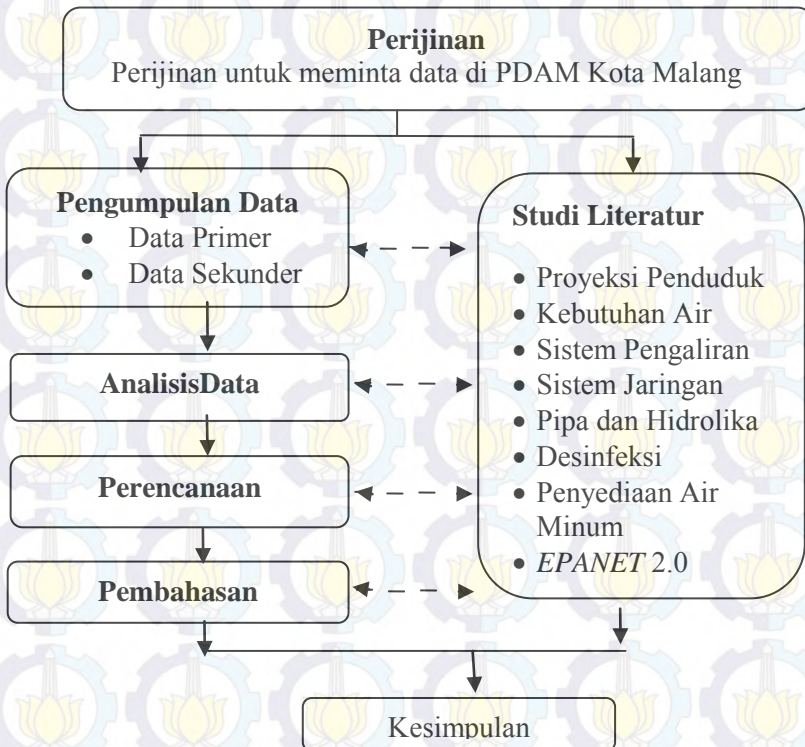 Perijinan
Perijinan untuk meminta data di PDAM Kota Malang
Pengumpulan Data
• Data Primer
• Data Sekunder
AnalisisData
Perencanaan
Pembahasan
Studi Literatur
• Proyeksi Penduduk
• Kebutuhan Air
• Sistem Pengaliran
• Sistem Jaringan
• Pipa dan Hidrolika
• Desinfeksi
• Penyediaan Air
Minum
• EPANET 2.0
Kesimpulan